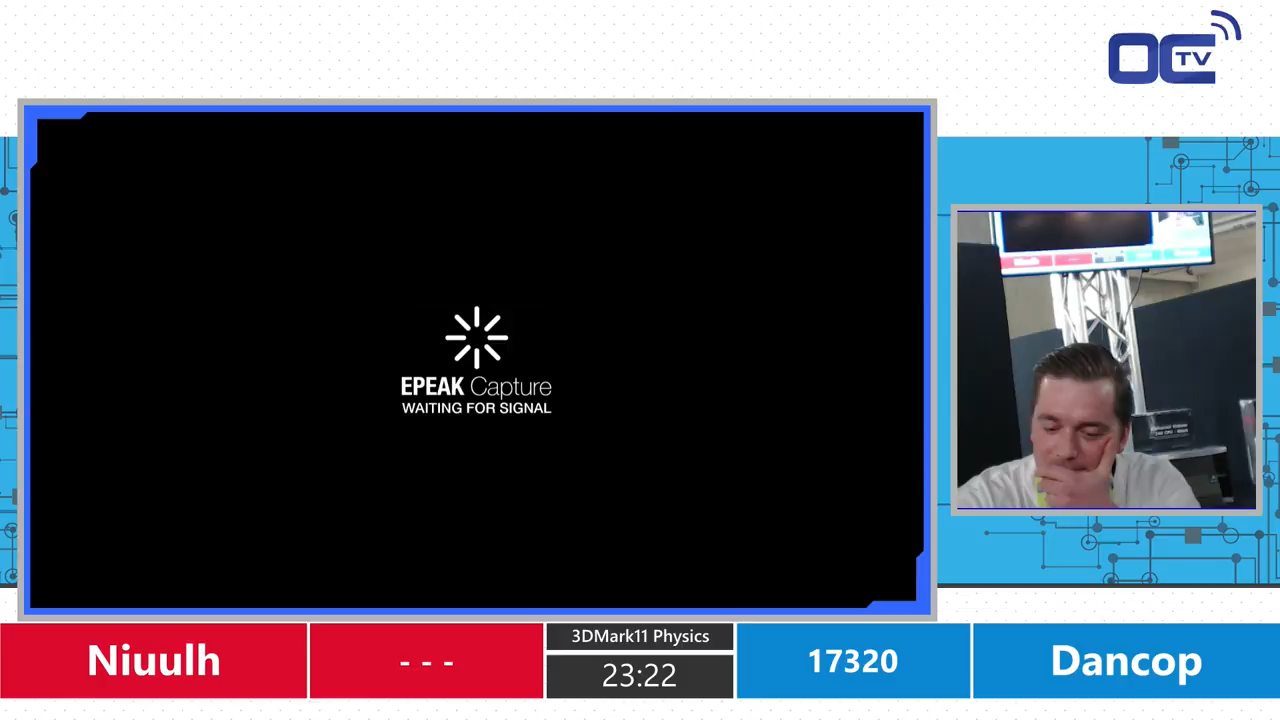 OC TV
EPEAK Capture
WAITING FOR SIGNAL
Niuulh
- - -
3DMark11 Physics
23:22
17320
Dancop